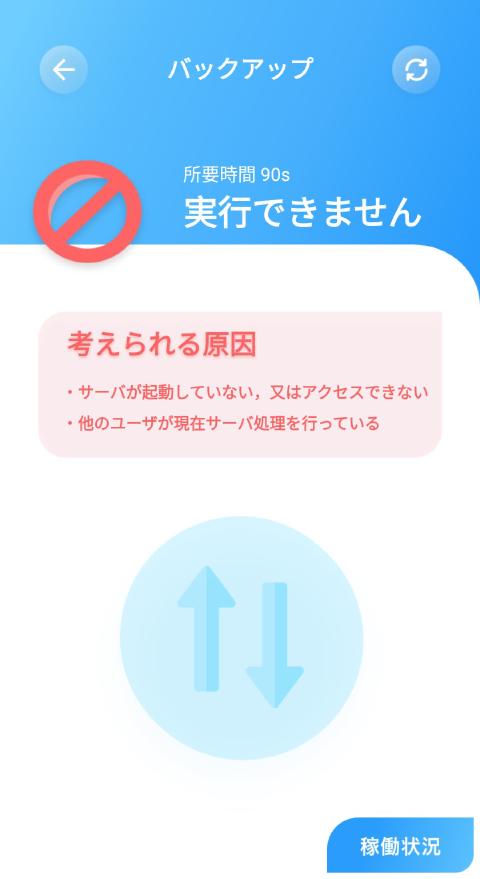 バックアップ
所要時間 90s
実行できません
考えられる原因
・サーバが起動していない，又はアクセスできない
・他のユーザが現在サーバ処理を行っている
稼働状況